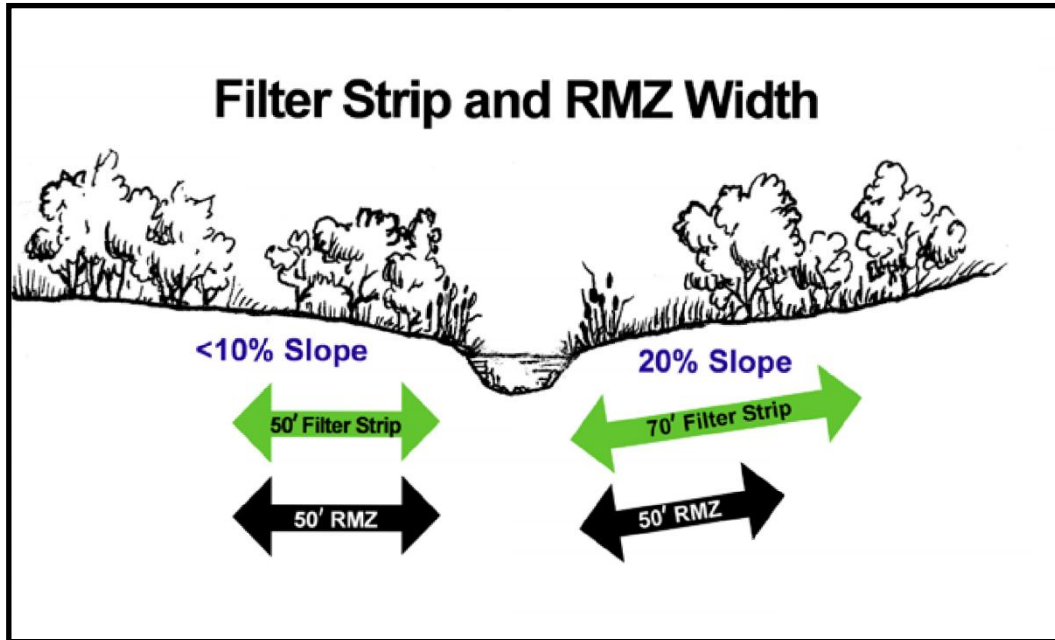 Filter Strip and RMZ Width
<10% Slope
20% Slope
50' Filter Strip
70' Filter Strip
50' RMZ
50' RMZ